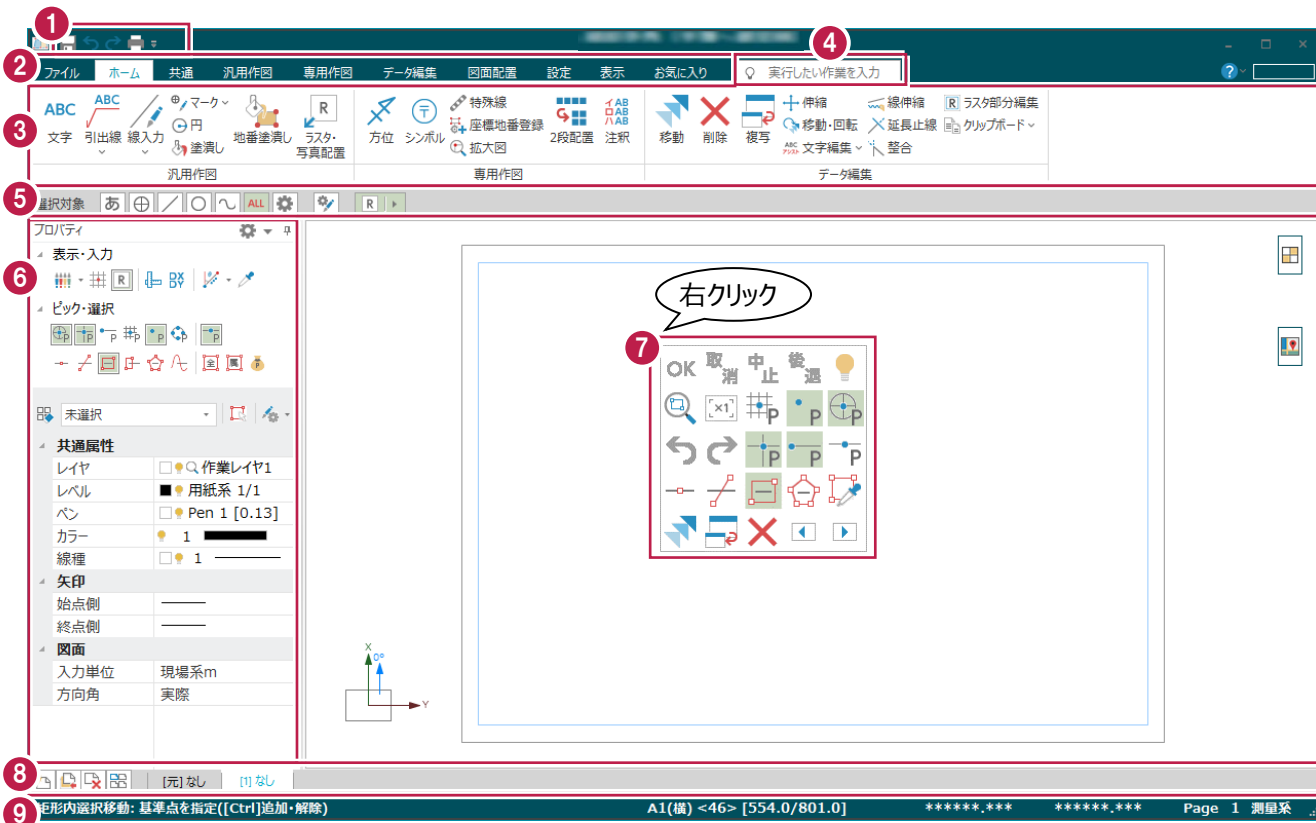 1
2
ファイル ホーム 共通 汎用作図 専用作図 データ編集 図面配置 設定 表示 お気に入り
4
実行したい作業を入力
?
3
ABC 文字
ABC 引出線
線入力
マーク
円
塗潰し
地番塗潰し
R ラスタ・写真配置
汎用作図
方位
シンボル
特殊線
座標地番登録
拡大図
2段配置
イAB
ロAB
ハAB
注釈
専用作図
移動
削除
複写
伸縮
移動・回転
ABC アシスト 文字編集
線伸縮
延長止線
整合
R ラスタ部分編集
クリップボード
データ編集
5
選択対象 あ ALL R
プロパティ
表示・入力
6
R DXY
ピック・選択
P P P P P P P
全 属 P
未選択
共通属性
レイヤ 作業レイヤ1
レベル 用紙系 1/1
ペン Pen 1 [0.13]
カラー 1
線種 1
矢印
始点側
終点側
図面
入力単位 現場系m
方向角 実際
右クリック
7
OK 取消 中止 後退
[×1] P P P
P P P
X
0°
Y
8
[元] なし [1] なし
9
矩形内選択移動: 基準点を指定([Ctrl]追加・解除) A1(横) <46> [554.0/801.0] ******.*** ******.*** Page 1 測量系